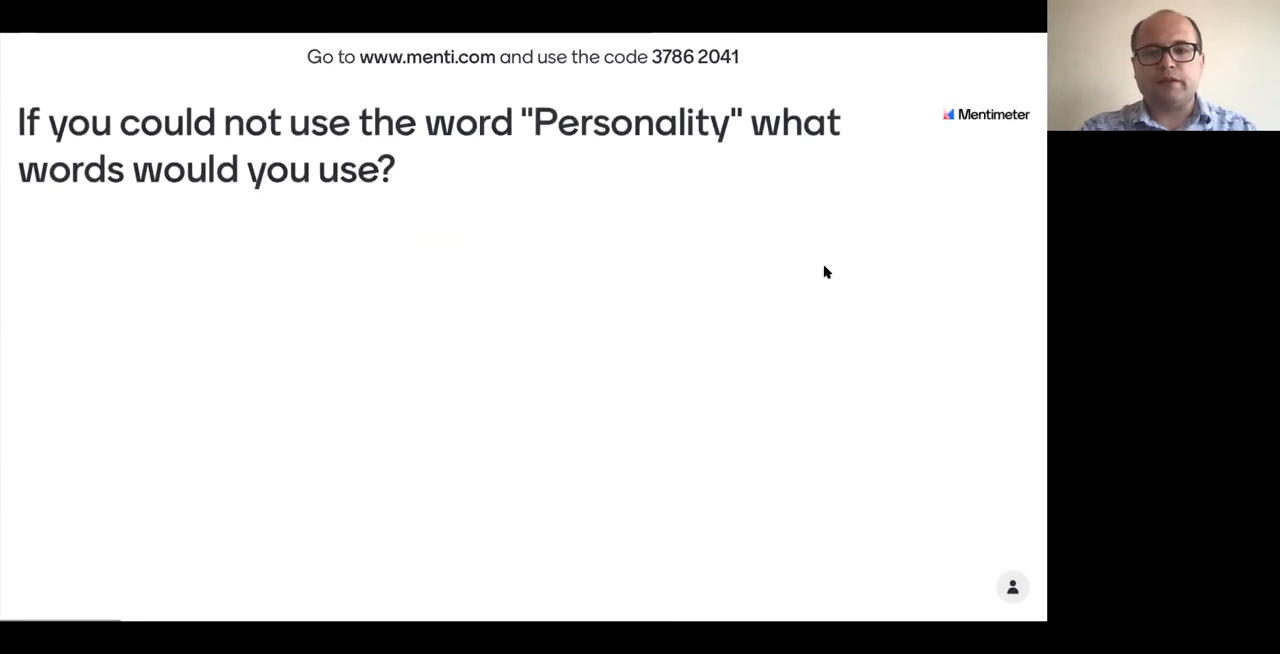 Go to www.menti.com and use the code 3786 2041
If you could not use the word "Personality" what
words would you use?
Mentimeter